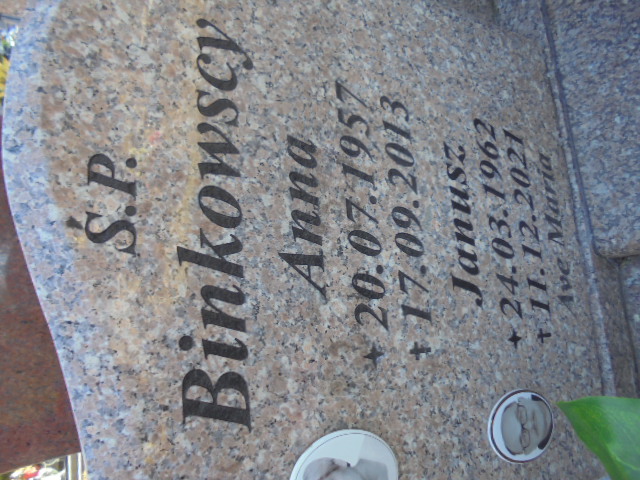 Ś.P.
Binkowscy
Anna
20.07.1957
17.09.2013
Janusz
24.03.1962
11.12.2021
Ave Maria